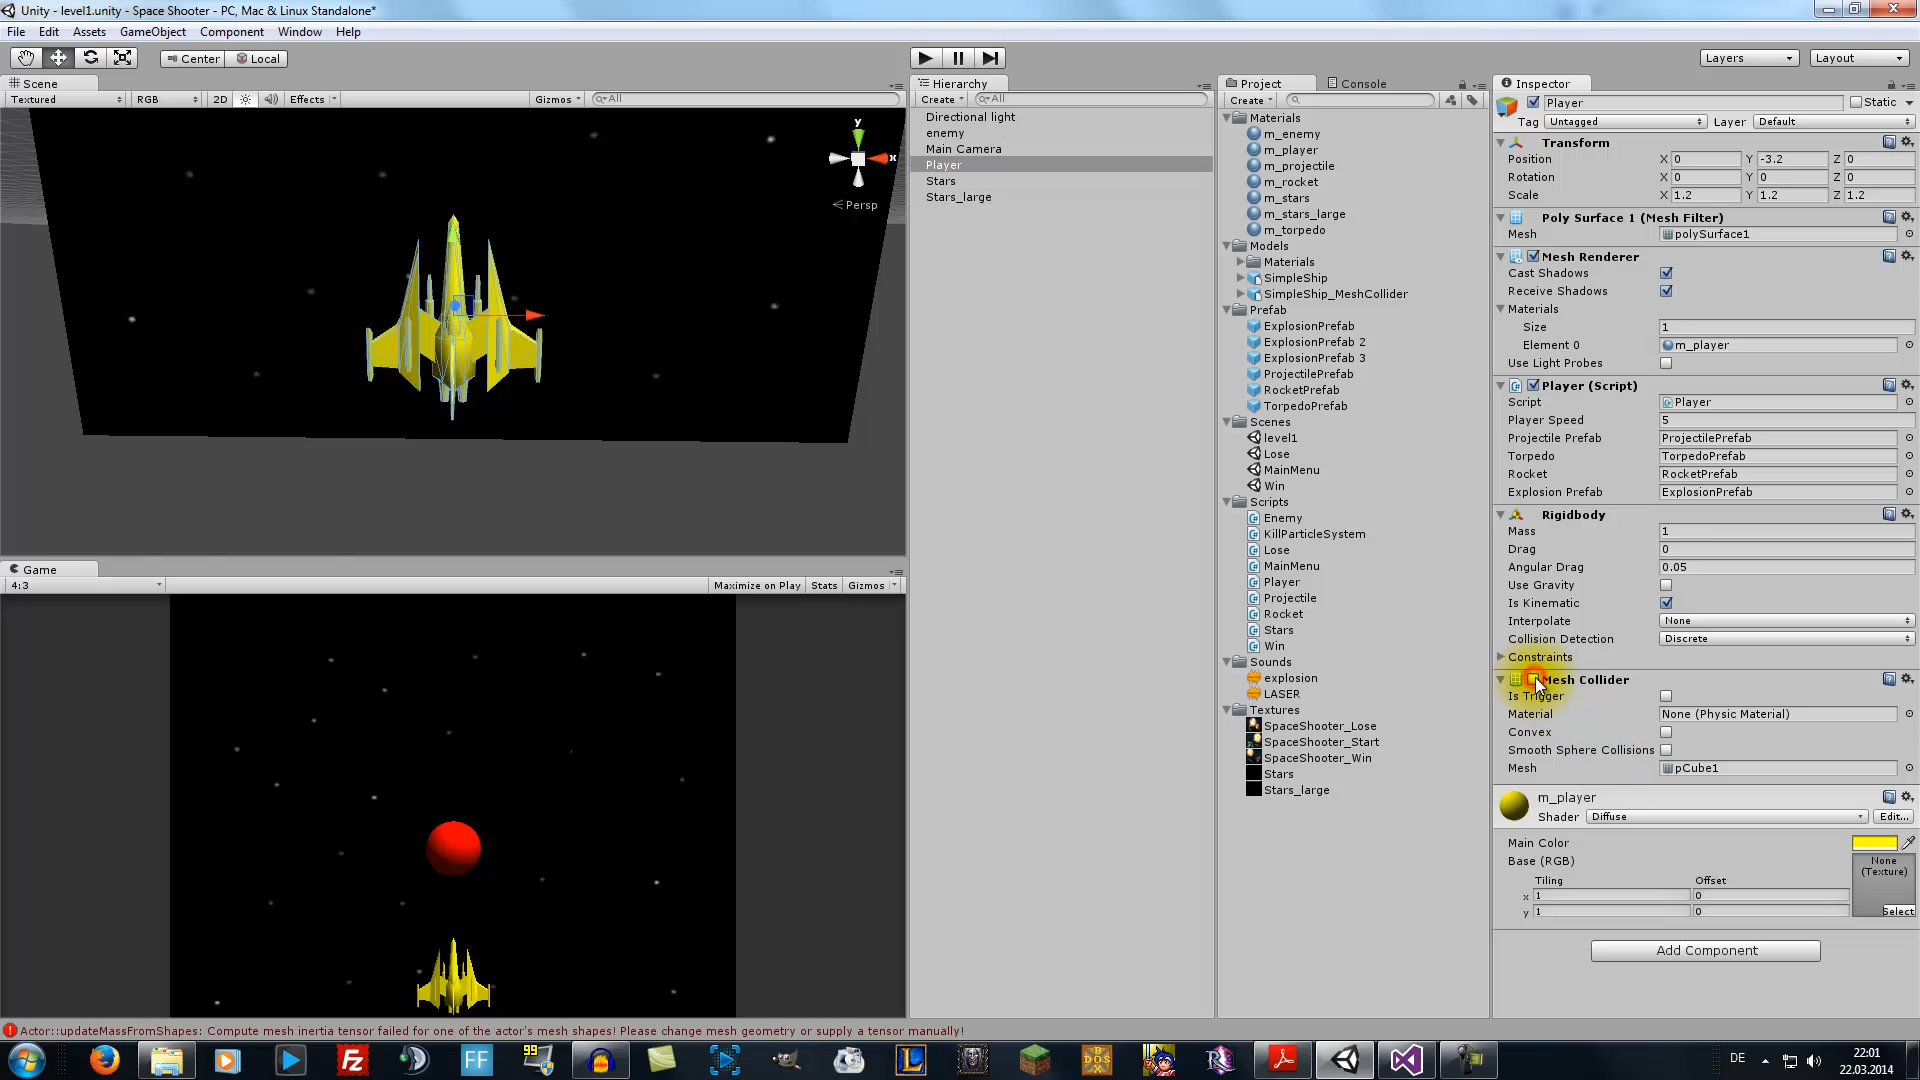 Unity - level1.unity - Space Shooter - PC, Mac & Linux Standalone*
File Edit Assets GameObject Component Window Help
Center Local
Layers Layout
Scene
Textured RGB 2D Effects Gizmos All
y
x
Persp
Game
4:3 Maximize on Play Stats Gizmos
Hierarchy
Create All
Directional light
enemy
Main Camera
Player
Stars
Stars_large
Project Console
Create
Materials
m_enemy
m_player
m_projectile
m_rocket
m_stars
m_stars_large
m_torpedo
Models
Materials
SimpleShip
SimpleShip_MeshCollider
Prefab
ExplosionPrefab
ExplosionPrefab 2
ExplosionPrefab 3
ProjectilePrefab
RocketPrefab
TorpedoPrefab
Scenes
level1
Lose
MainMenu
Win
Scripts
Enemy
KillParticleSystem
Lose
MainMenu
Player
Projectile
Rocket
Stars
Win
Sounds
explosion
LASER
Textures
SpaceShooter_Lose
SpaceShooter_Start
SpaceShooter_Win
Stars
Stars_large
Inspector
Player Static
Tag Untagged Layer Default
Transform
Position X 0 Y -3.2 Z 0
Rotation X 0 Y 0 Z 0
Scale X 1.2 Y 1.2 Z 1.2
Poly Surface 1 (Mesh Filter)
Mesh polySurface1
Mesh Renderer
Cast Shadows
Receive Shadows
Materials
Size 1
Element 0 m_player
Use Light Probes
Player (Script)
Script Player
Player Speed 5
Projectile Prefab ProjectilePrefab
Torpedo TorpedoPrefab
Rocket RocketPrefab
Explosion Prefab ExplosionPrefab
Rigidbody
Mass 1
Drag 0
Angular Drag 0.05
Use Gravity
Is Kinematic
Interpolate None
Collision Detection Discrete
Constraints
Mesh Collider
Is Trigger
Material None (Physic Material)
Convex
Smooth Sphere Collisions
Mesh pCube1
m_player
Shader Diffuse Edit...
Main Color
Base (RGB) None
(Texture)
Tiling Offset
x 1 0
y 1 0 Select
Add Component
Actor::updateMassFromShapes: Compute mesh inertia tensor failed for one of the actor's mesh shapes! Please change mesh geometry or supply a tensor manually!
FF 99 DE 22:01
22.03.2014